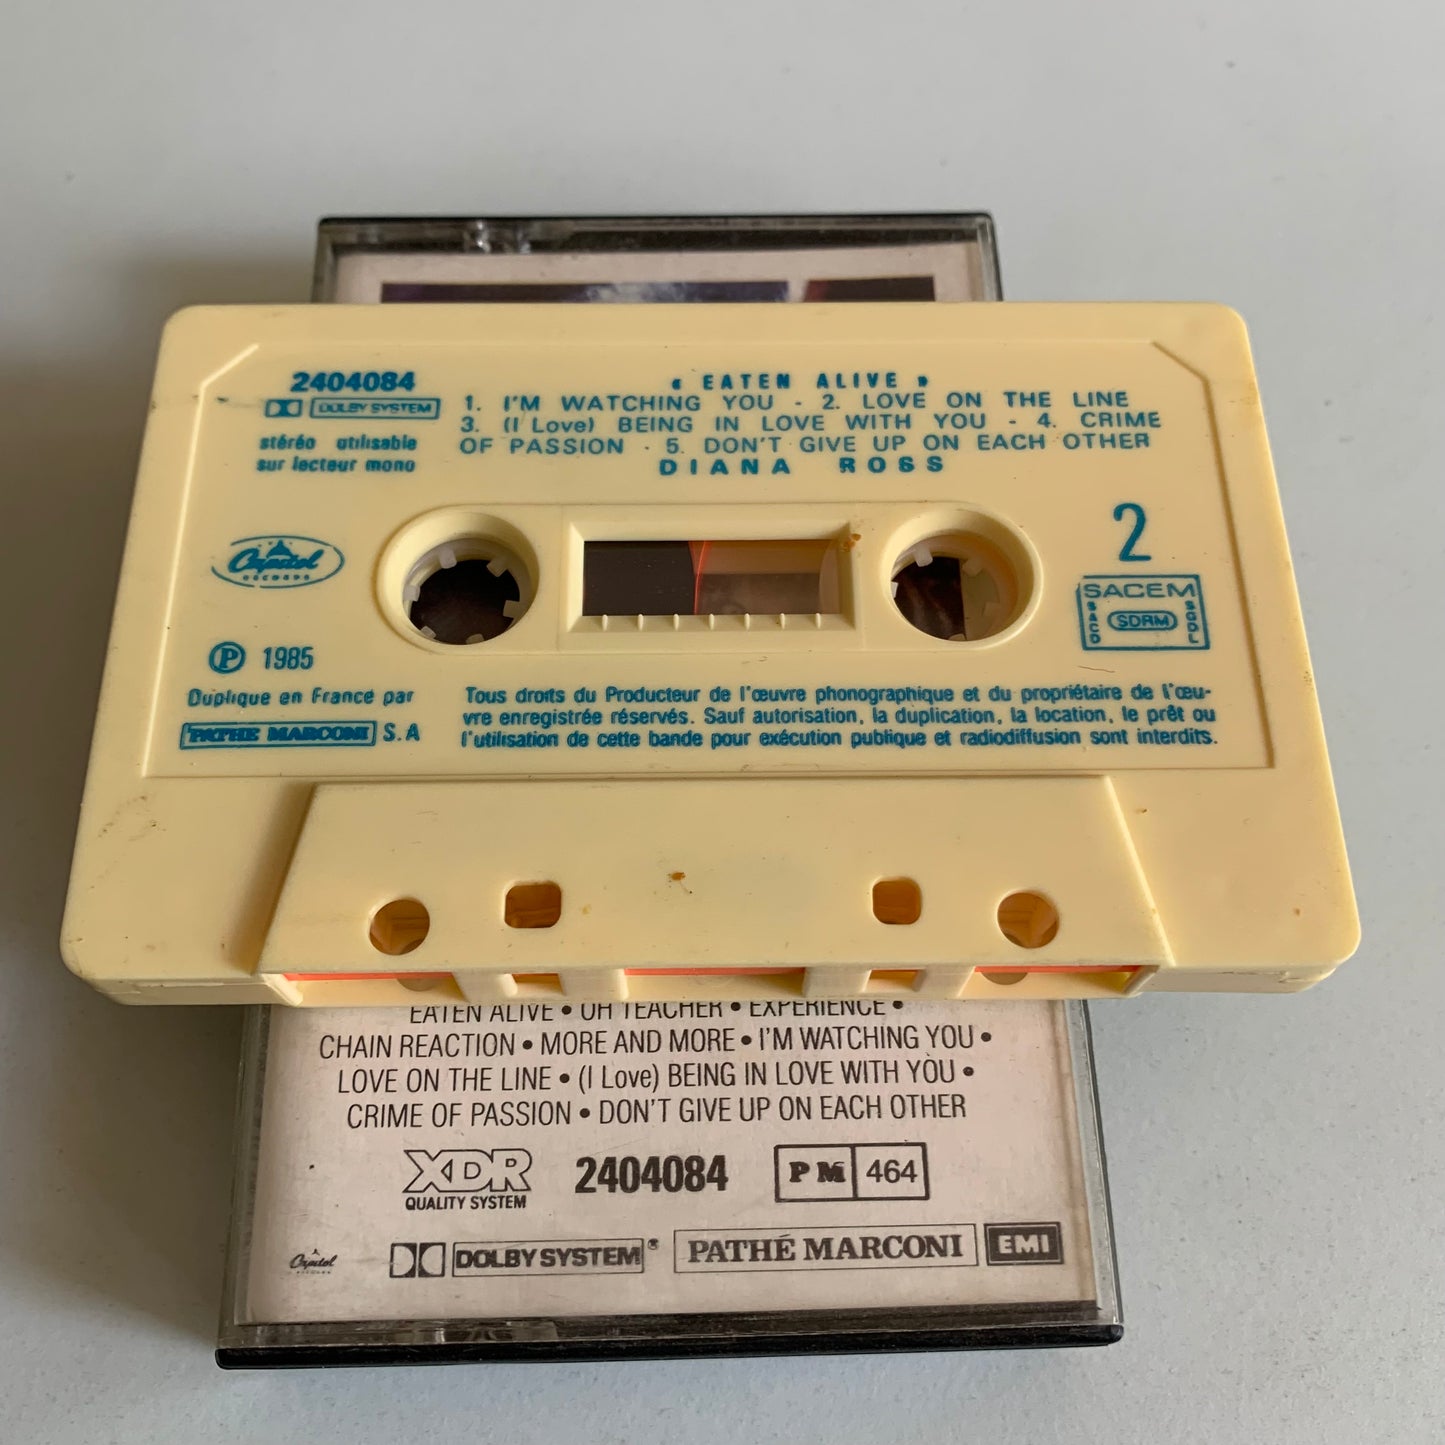 2404084
DOLBY SYSTEM
stéréo utilisable
sur lecteur mono
« EATEN ALIVE »
1. I'M WATCHING YOU - 2. LOVE ON THE LINE
3. (I Love) BEING IN LOVE WITH YOU - 4. CRIME
OF PASSION - 5. DON'T GIVE UP ON EACH OTHER
DIANA ROSS
Capitol
RECORDS
2
SACEM
SACD
SDRM
SGDL
Ⓟ 1985
Duplique en France par
PATHE MARCONI S.A
Tous droits du Producteur de l'œuvre phonographique et du propriétaire de l'œu-
vre enregistrée réservés. Sauf autorisation, la duplication, la location, le prêt ou
l'utilisation de cette bande pour exécution publique et radiodiffusion sont interdits.
EATEN ALIVE • OH TEACHER • EXPERIENCE •
CHAIN REACTION • MORE AND MORE • I'M WATCHING YOU •
LOVE ON THE LINE • (I Love) BEING IN LOVE WITH YOU •
CRIME OF PASSION • DON'T GIVE UP ON EACH OTHER
XDR
QUALITY SYSTEM
2404084
PM 464
Capitol
RECORDS
DOLBY SYSTEM®
PATHÉ MARCONI
EMI